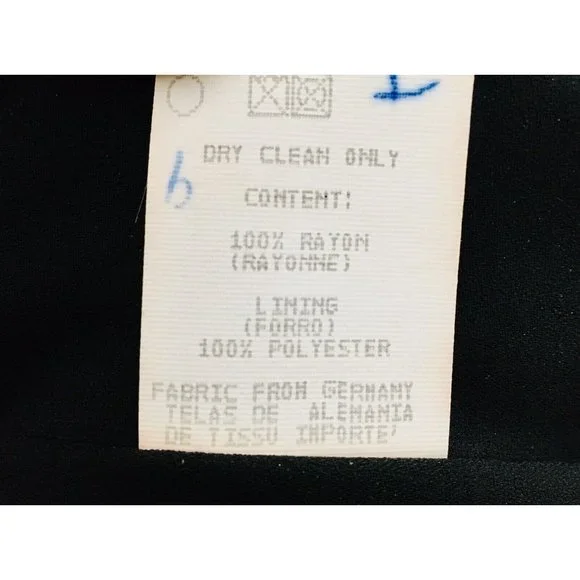 DRY CLEAN ONLY
CONTENT:
100% RAYON
(RAYONNE)
LINING
(FORRO)
100% POLYESTER
FABRIC FROM GERMANY
TELAS DE ALEMANIA
DE TISSU IMPORTE'